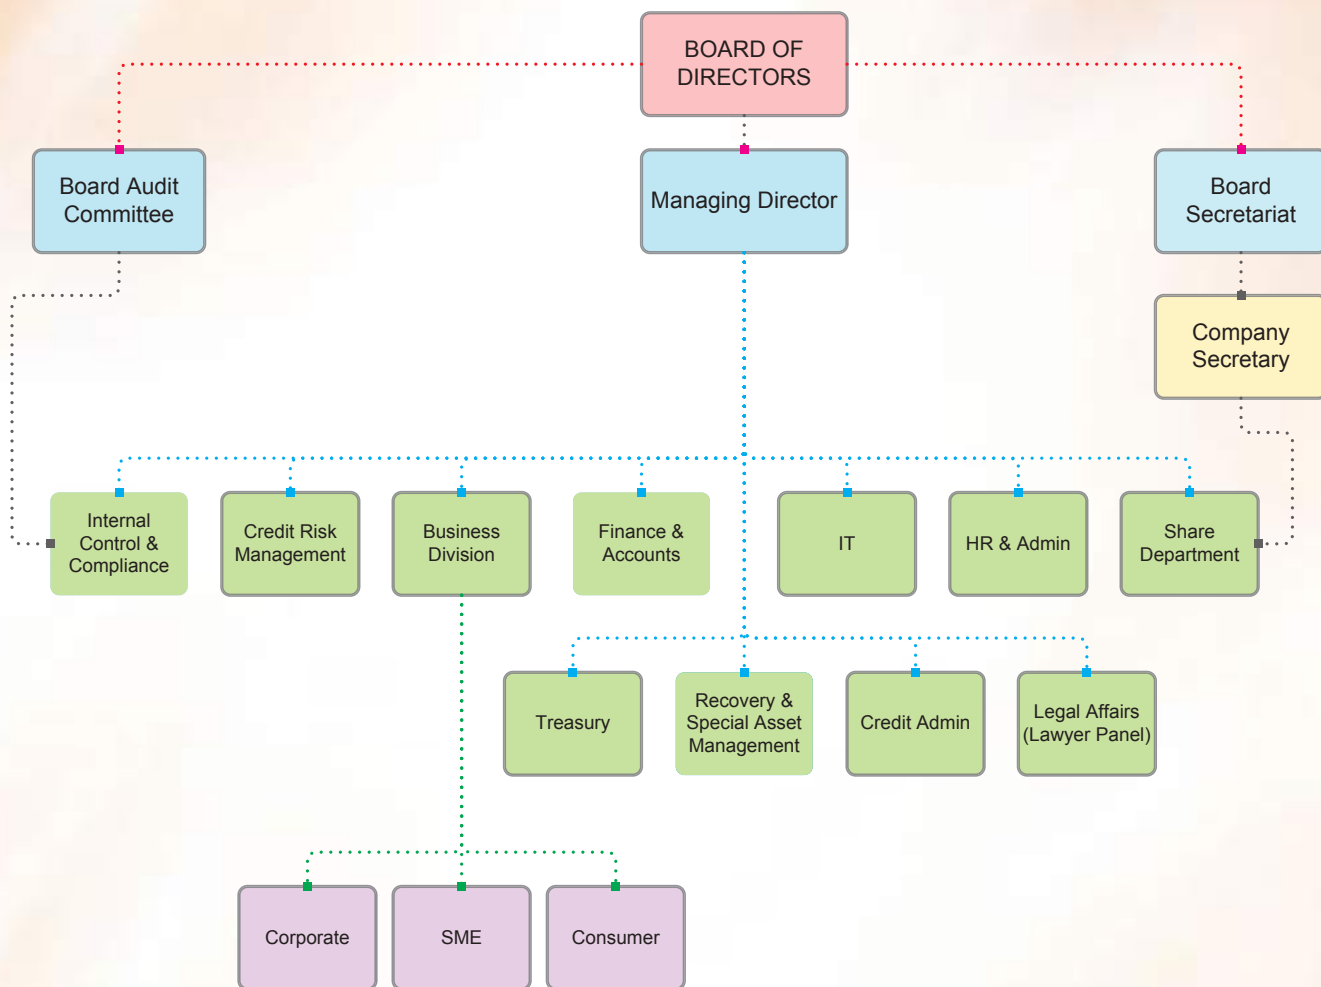 BOARD OF
DIRECTORS
Board Audit
Committee
Managing Director
Board
Secretariat
Company
Secretary
Internal
Control &
Compliance
Credit Risk
Management
Business
Division
Finance &
Accounts
IT
HR & Admin
Share
Department
Treasury
Recovery &
Special Asset
Management
Credit Admin
Legal Affairs
(Lawyer Panel)
Corporate
SME
Consumer